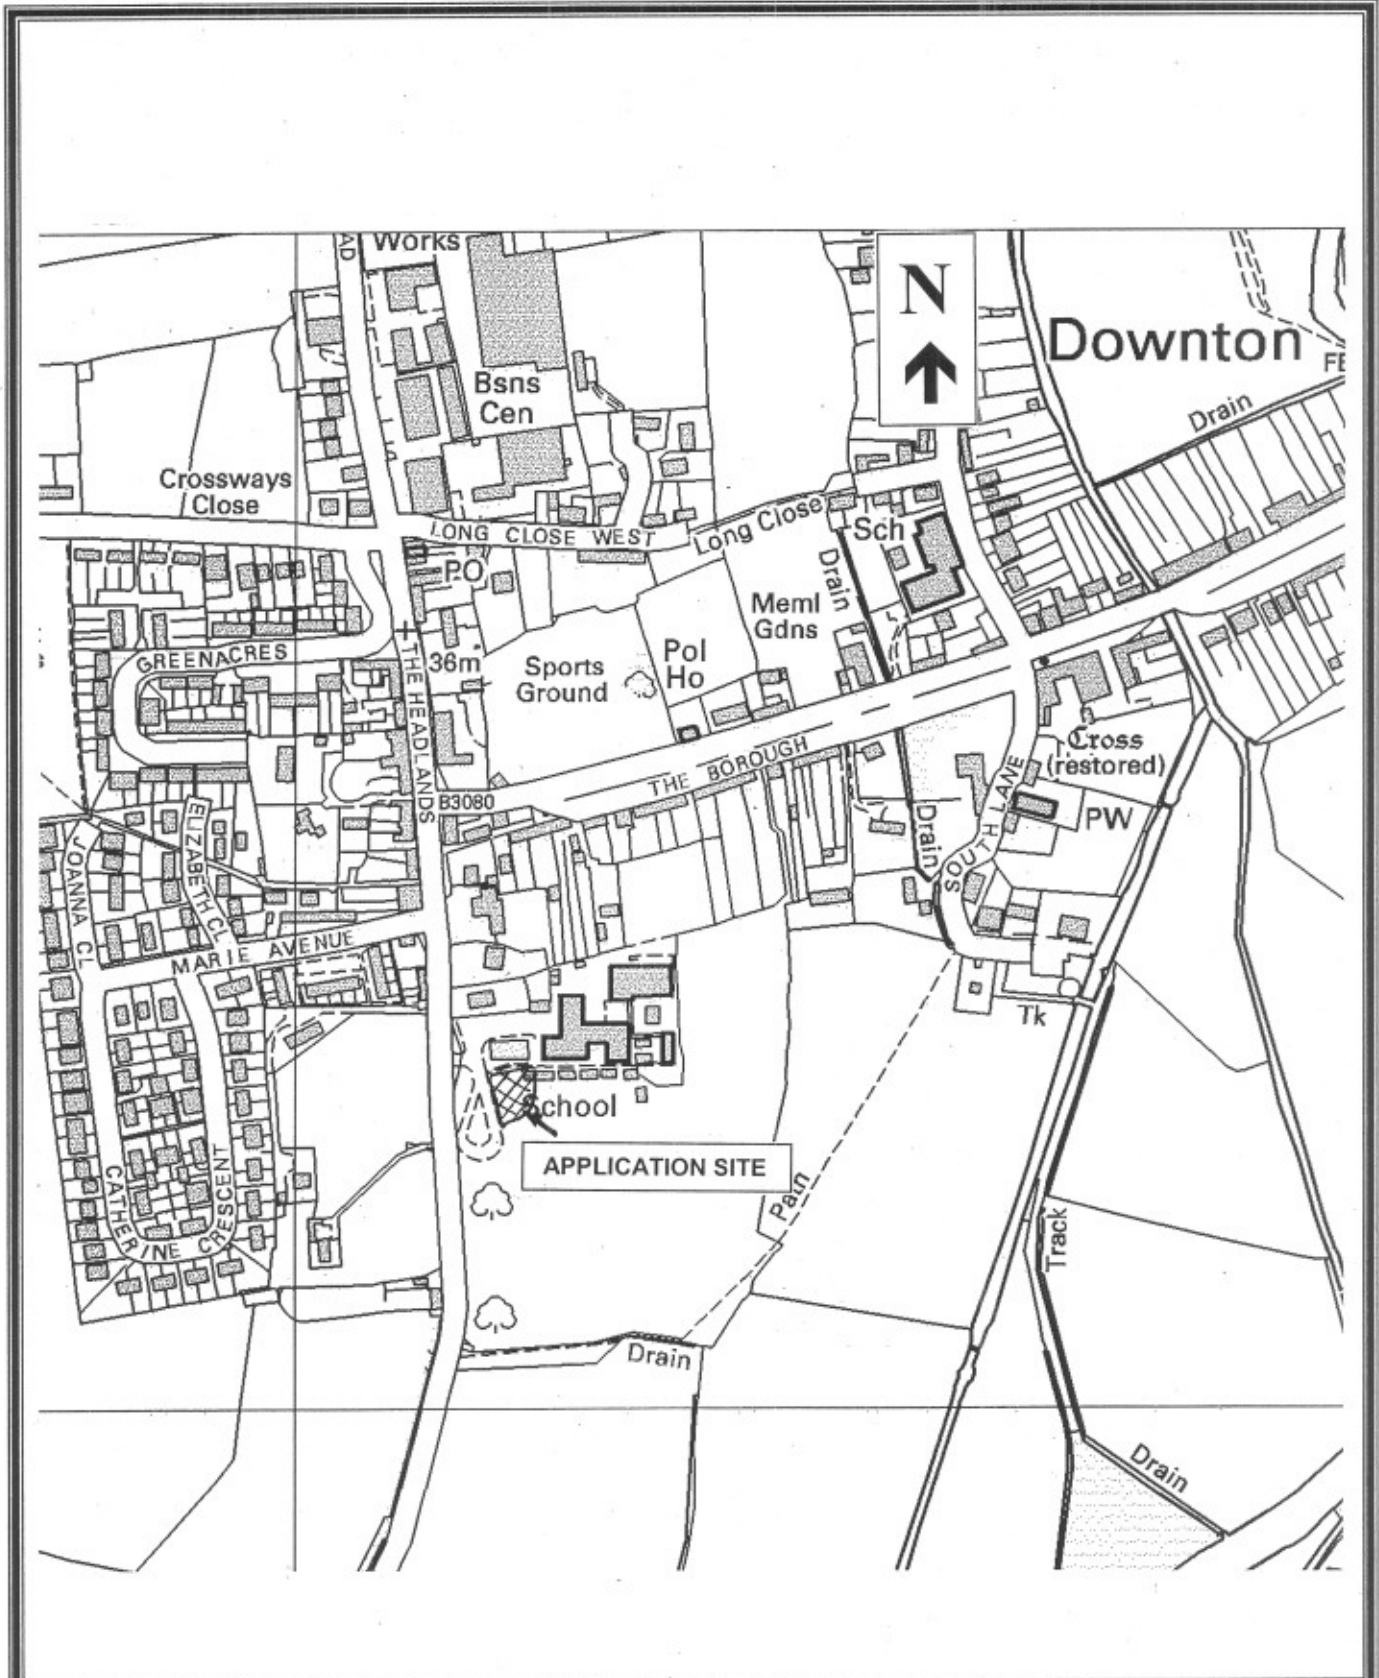 AD
Works
N
Downton
FE
Drain
Bsns
Cen
Crossways
Close
LONG CLOSE WEST
Long Close
Sch
PO
Drain
Meml
Gdns
GREENACRES
THE HEADLANDS
36m
Sports
Ground
Pol
Ho
Cross
(restored)
THE BOROUGH
B3080
PW
SOUTH LANE
Drain
ELIZABETH CL
JOANNA CL
MARIE AVENUE
Tk
School
APPLICATION SITE
CATHERINE CRESCENT
Path
Track
Drain
Drain